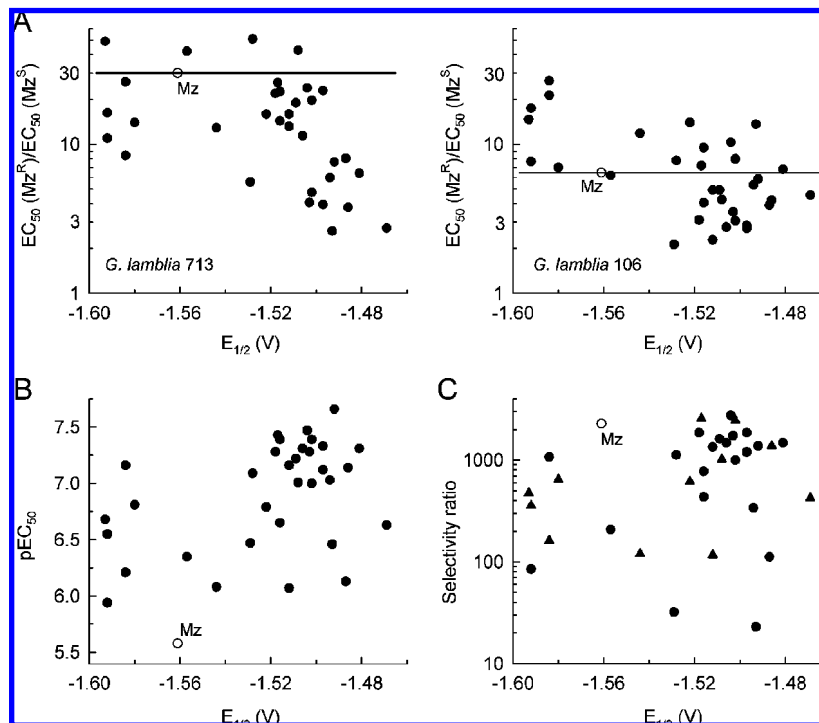 A
EC50 (MzR)/EC50 (MzS)
30
10
3
1
Mz
G. lamblia 713
-1.60 -1.56 -1.52 -1.48
E1/2 (V)
EC50 (MzR)/EC50 (MzS)
30
10
3
1
Mz
G. lamblia 106
-1.60 -1.56 -1.52 -1.48
E1/2 (V)
B
pEC50
7.5
7.0
6.5
6.0
5.5
Mz
-1.60 -1.56 -1.52 -1.48
E1/2 (V)
C
Selectivity ratio
1000
100
10
Mz
-1.60 -1.56 -1.52 -1.48
E1/2 (V)